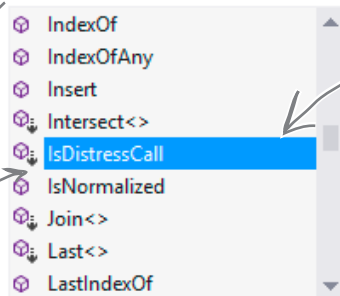 IndexOf
IndexOfAny
Insert
Intersect<>
IsDistressCall
IsNormalized
Join<>
Last<>
LastIndexOf